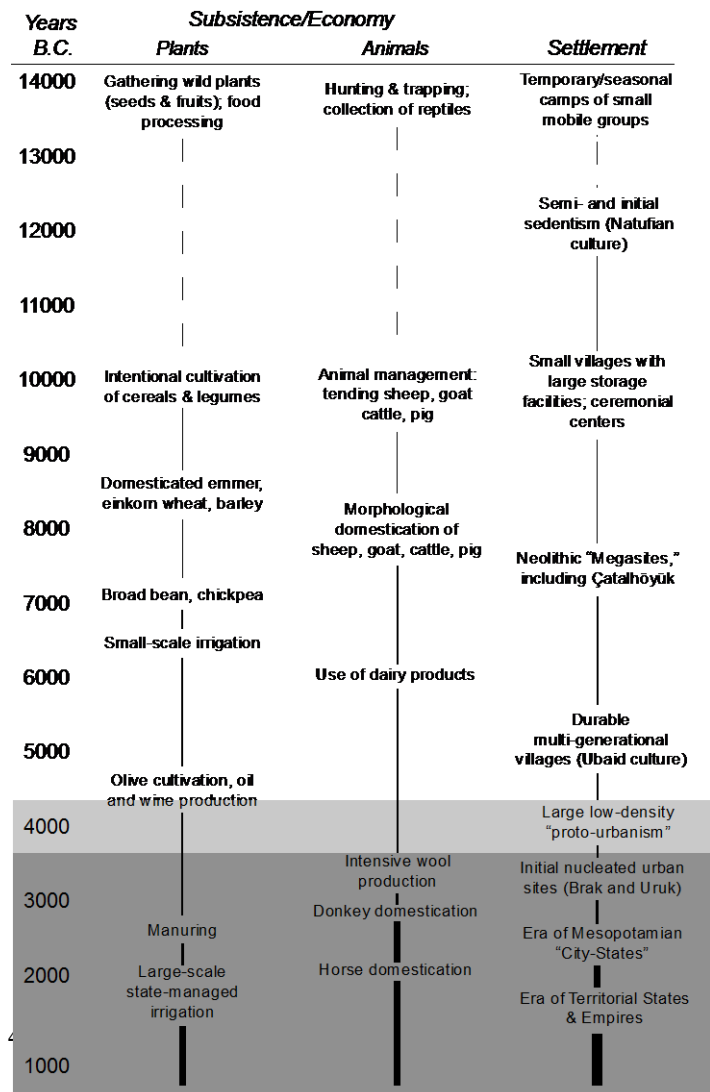 Years
B.C.
Subsistence/Economy
Plants
Animals
Settlement
14000
Gathering wild plants
(seeds & fruits); food
processing
Hunting & trapping;
collection of reptiles
Temporary/seasonal
camps of small
mobile groups
13000
12000
Semi- and initial
sedentism (Natufian
culture)
11000
10000
Intentional cultivation
of cereals & legumes
Animal management:
tending sheep, goat
cattle, pig
Small villages with
large storage
facilities; ceremonial
centers
9000
Domesticated emmer,
einkorn wheat, barley
8000
Morphological
domestication of
sheep, goat, cattle, pig
Neolithic “Megasites,”
including Çatalhöyük
7000
Broad bean, chickpea
Small-scale irrigation
6000
Use of dairy products
5000
Durable
multi-generational
villages (Ubaid culture)
Olive cultivation, oil
and wine production
4000
Large low-density
“proto-urbanism”
Intensive wool
production
Initial nucleated urban
sites (Brak and Uruk)
3000
Donkey domestication
Manuring
Era of Mesopotamian
“City-States”
2000
Large-scale
state-managed
irrigation
Horse domestication
Era of Territorial States
& Empires
4
1000